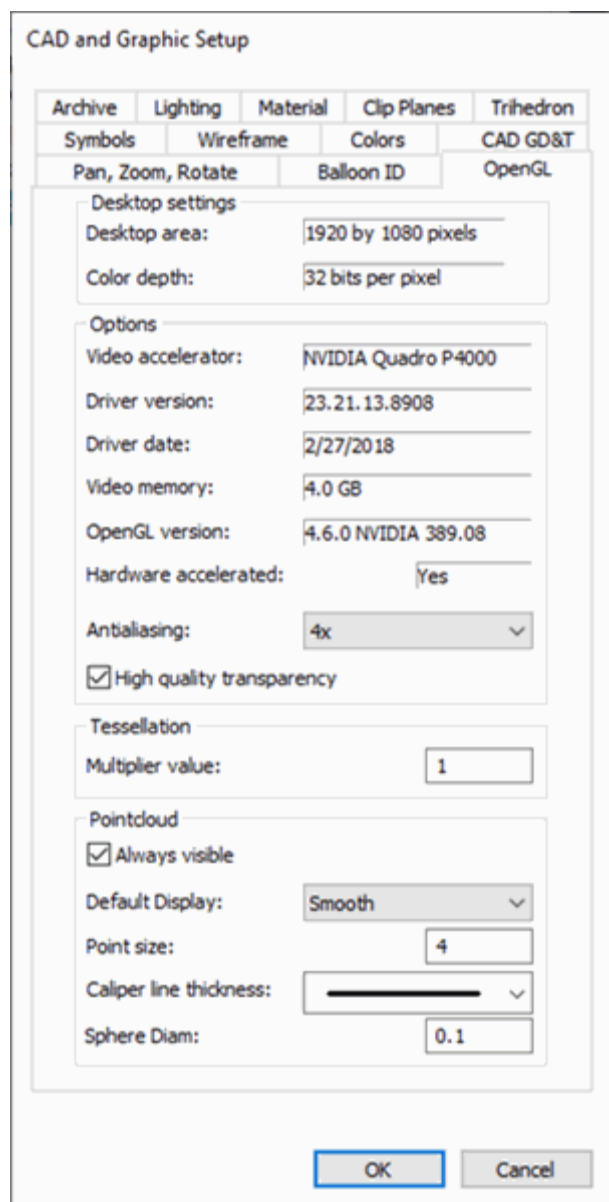 CAD and Graphic Setup
Archive Lighting Material Clip Planes Trihedron
Symbols Wireframe Colors CAD GD&T
Pan, Zoom, Rotate Balloon ID OpenGL
Desktop settings
Desktop area: 1920 by 1080 pixels
Color depth: 32 bits per pixel
Options
Video accelerator: NVIDIA Quadro P4000
Driver version: 23.21.13.8908
Driver date: 2/27/2018
Video memory: 4.0 GB
OpenGL version: 4.6.0 NVIDIA 389.08
Hardware accelerated: Yes
Antialiasing: 4x
High quality transparency
Tessellation
Multiplier value: 1
Pointcloud
Always visible
Default Display: Smooth
Point size: 4
Caliper line thickness:
Sphere Diam: 0.1
OK Cancel